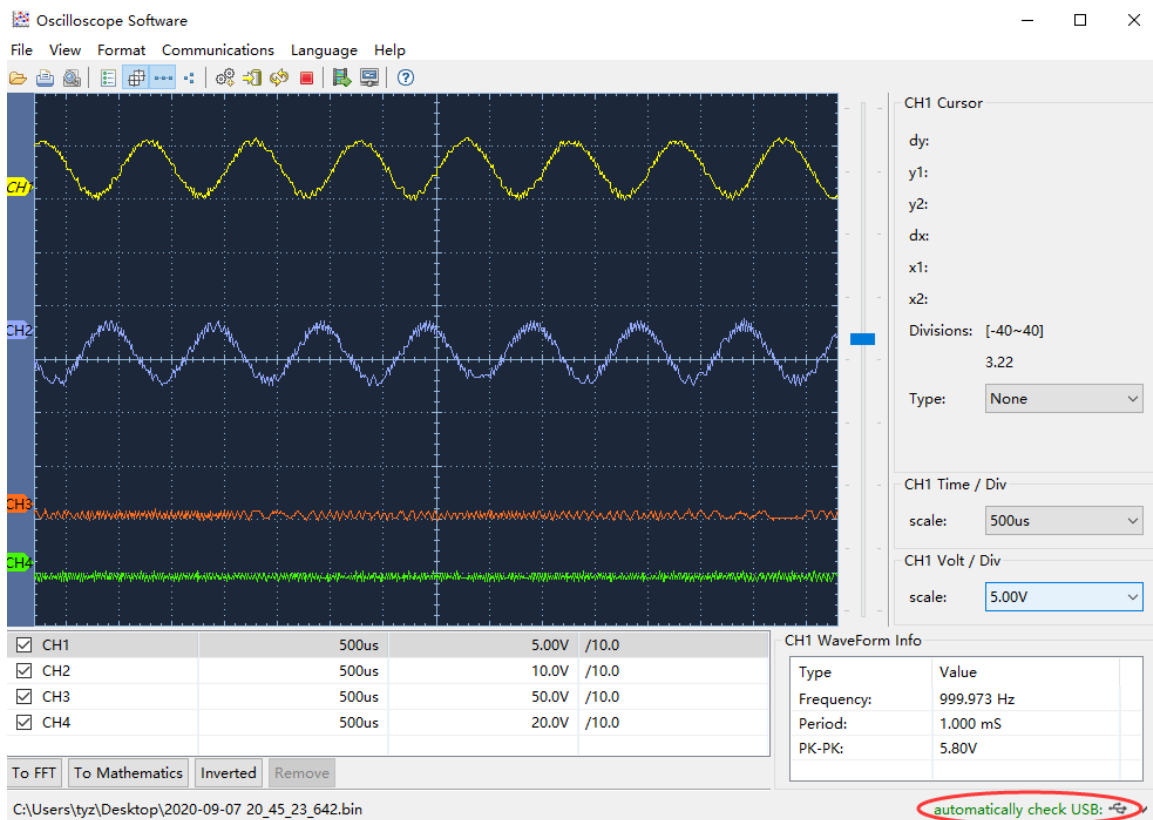 Oscilloscope Software
File View Format Communications Language Help
CH1 Cursor
dy:
y1:
y2:
dx:
x1:
x2:
Divisions: [-40~40]
3.22
Type: None
CH1 Time / Div
scale: 500us
CH1 Volt / Div
scale: 5.00V
CH
CH2
CH3
CH4
CH1 500us 5.00V /10.0
CH2 500us 10.0V /10.0
CH3 500us 50.0V /10.0
CH4 500us 20.0V /10.0
To FFT To Mathematics Inverted Remove
CH1 WaveForm Info
Type Value
Frequency: 999.973 Hz
Period: 1.000 mS
PK-PK: 5.80V
C:\Users\tyz\Desktop\2020-09-07 20_45_23_642.bin
automatically check USB: